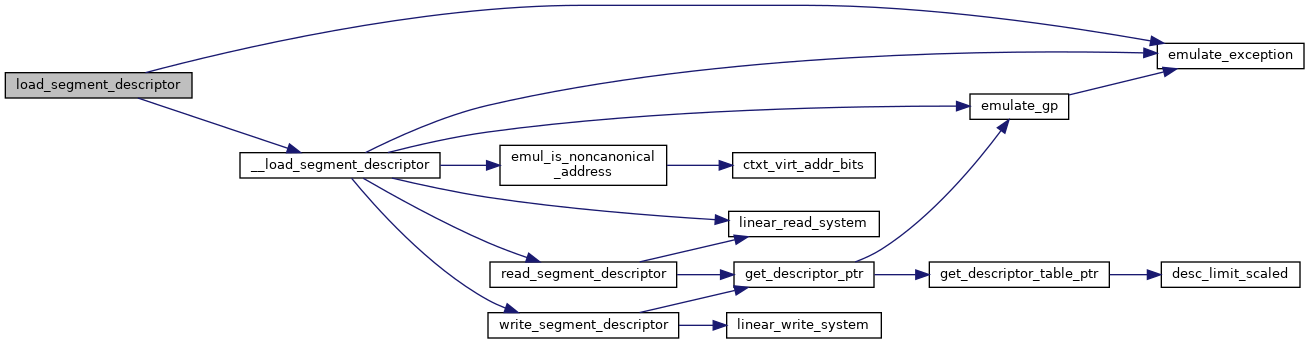 load_segment_descriptor
__load_segment_descriptor
emulate_exception
emulate_gp
emul_is_noncanonical
_address
ctxt_virt_addr_bits
linear_read_system
read_segment_descriptor
get_descriptor_ptr
get_descriptor_table_ptr
desc_limit_scaled
write_segment_descriptor
linear_write_system